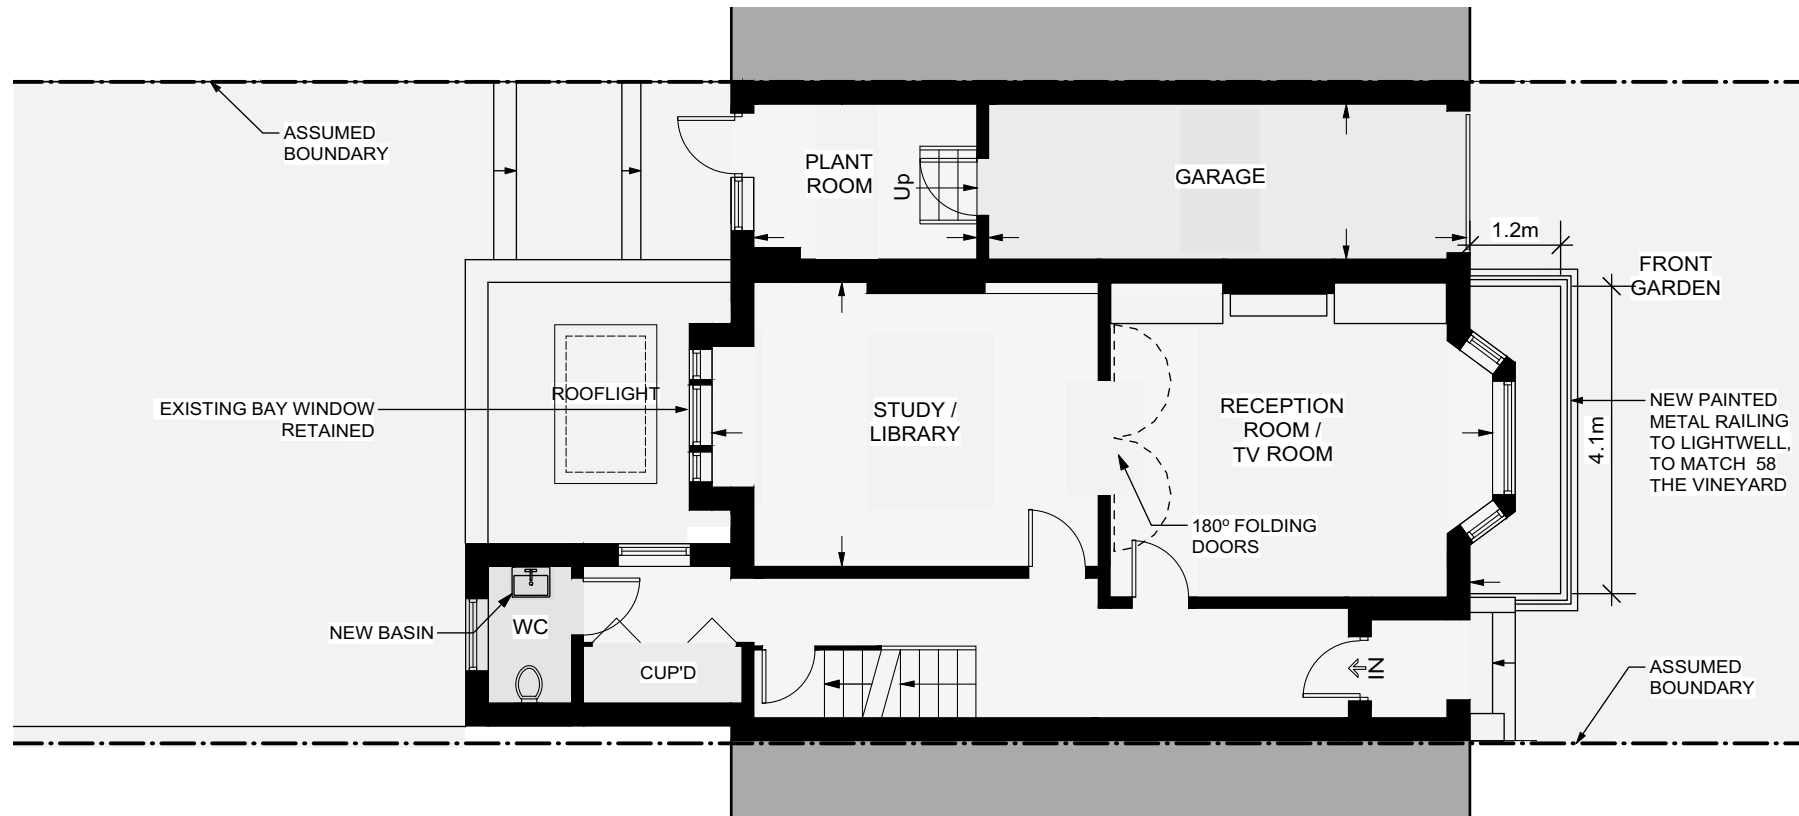 ASSUMED
BOUNDARY
PLANT
ROOM
Up
GARAGE
1.2m
FRONT
GARDEN
ROOFLIGHT
EXISTING BAY WINDOW
RETAINED
STUDY /
LIBRARY
RECEPTION
ROOM /
TV ROOM
4.1m
NEW PAINTED
METAL RAILING
TO LIGHTWELL,
TO MATCH 58
THE VINEYARD
180º FOLDING
DOORS
NEW BASIN
WC
CUP'D
IN
ASSUMED
BOUNDARY